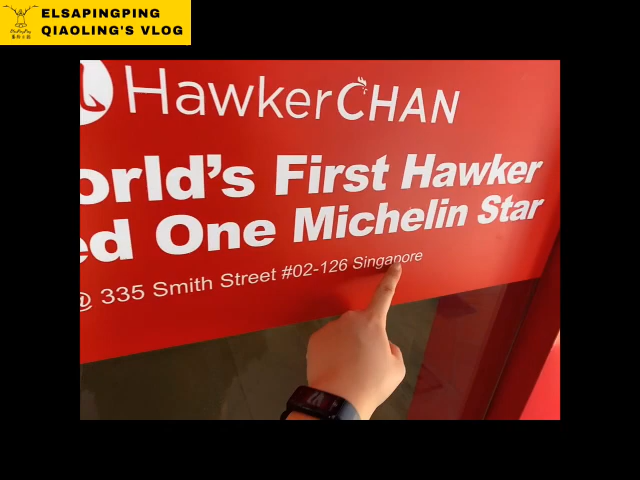 ELSAPINGPING
QIAOLING'S VLOG
HawkerCHAN
orld's First Hawker
ed One Michelin Star
@ 335 Smith Street #02-126 Singapore